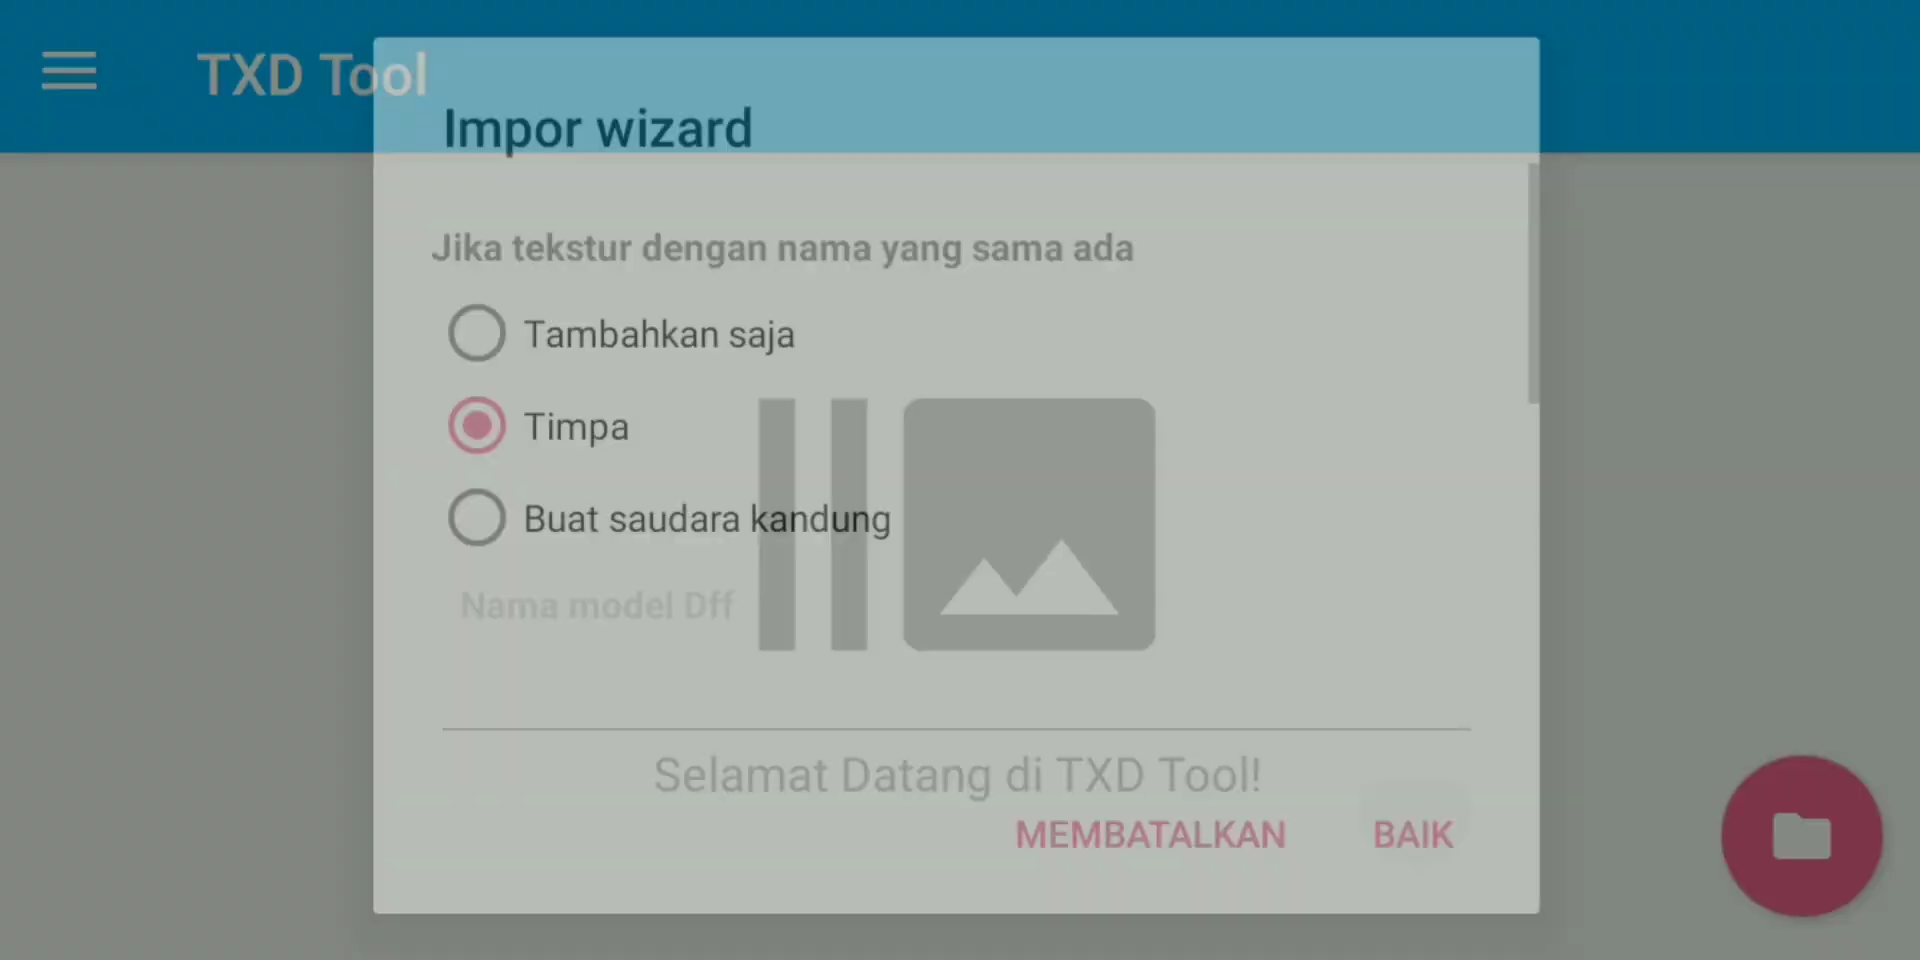 TXD Tool
Impor wizard
Jika tekstur dengan nama yang sama ada
Tambahkan saja
Timpa
Buat saudara kandung
Nama model Dff
Selamat Datang di TXD Tool!
MEMBATALKAN BAIK